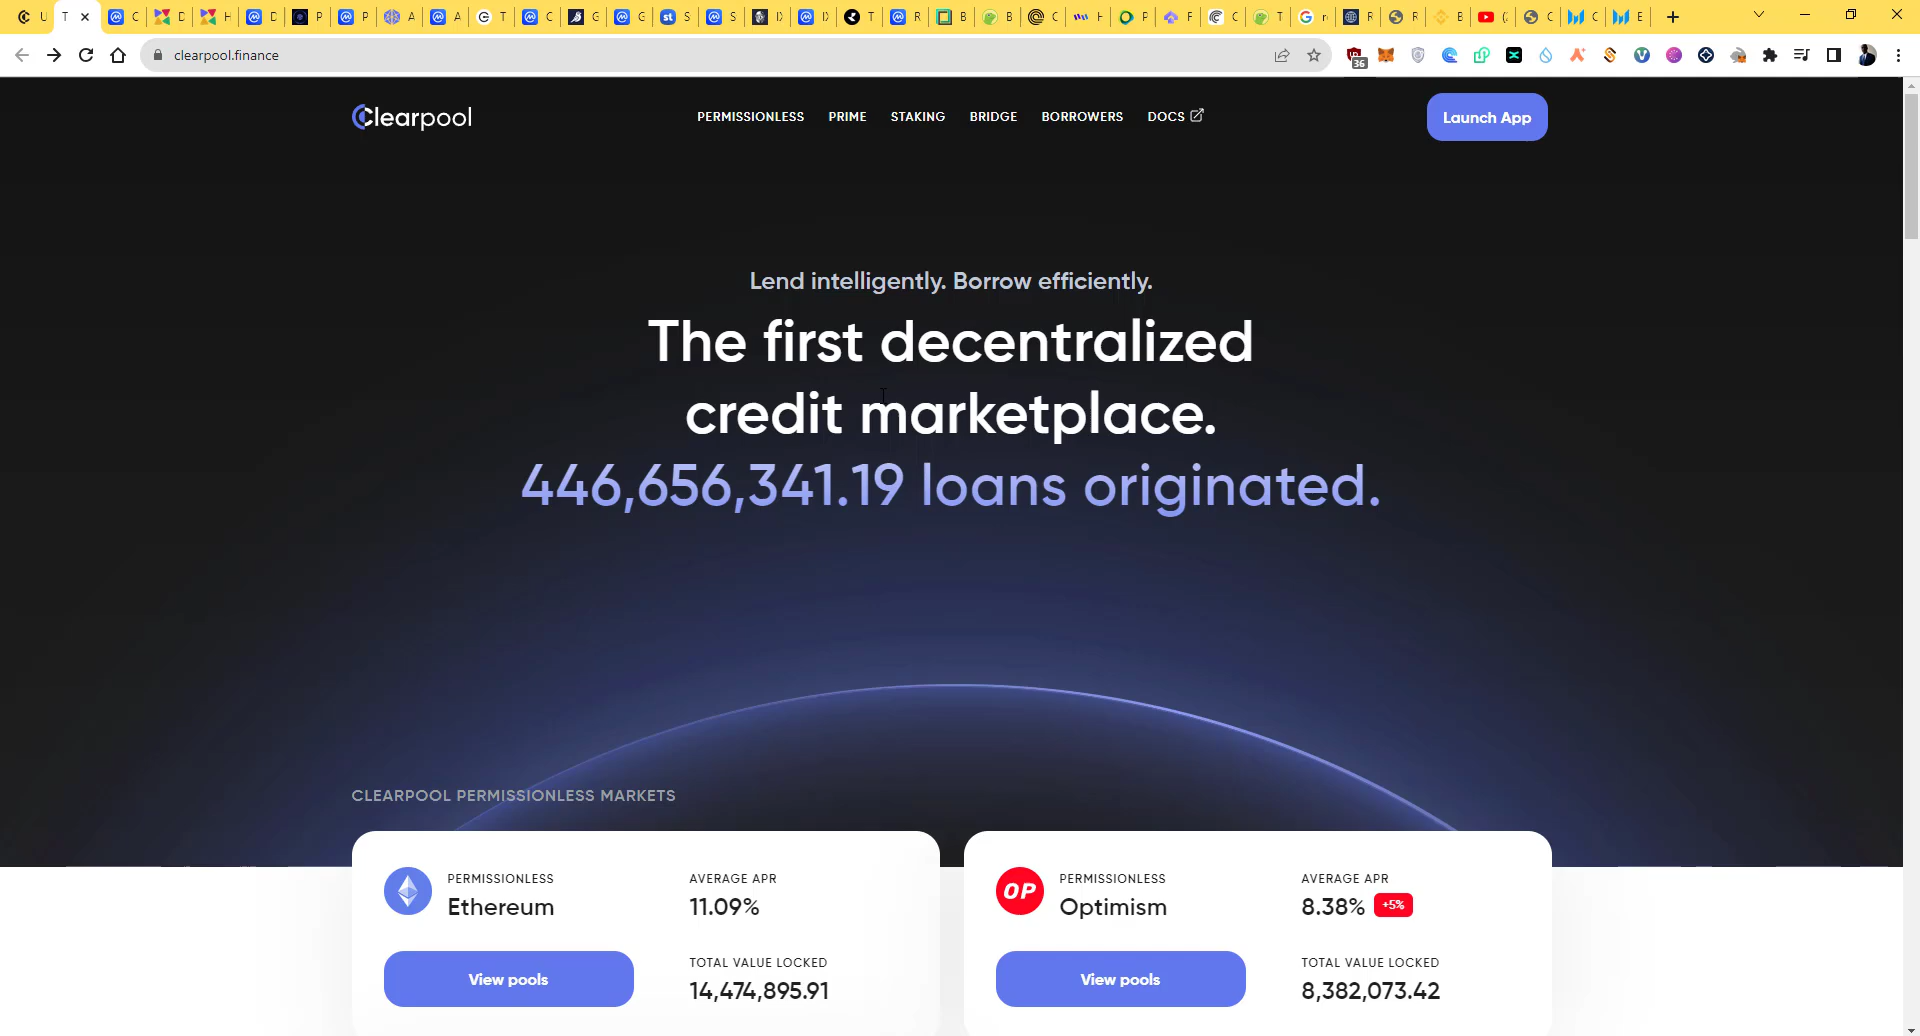 U
T
C
D
H
D
P
P
A
A
T
C
G
G
S
S
D
T
R
B
B
C
H
P
F
C
T
r
R
R
B
(
C
C
E
clearpool.finance
36
Clearpool
PERMISSIONLESS
PRIME
STAKING
BRIDGE
BORROWERS
DOCS
Launch App
Lend intelligently. Borrow efficiently.
The first decentralized
credit marketplace.
446,656,341.19 loans originated.
CLEARPOOL PERMISSIONLESS MARKETS
PERMISSIONLESS
Ethereum
AVERAGE APR
11.09%
View pools
TOTAL VALUE LOCKED
14,474,895.91
OP
PERMISSIONLESS
Optimism
AVERAGE APR
8.38% +5%
View pools
TOTAL VALUE LOCKED
8,382,073.42